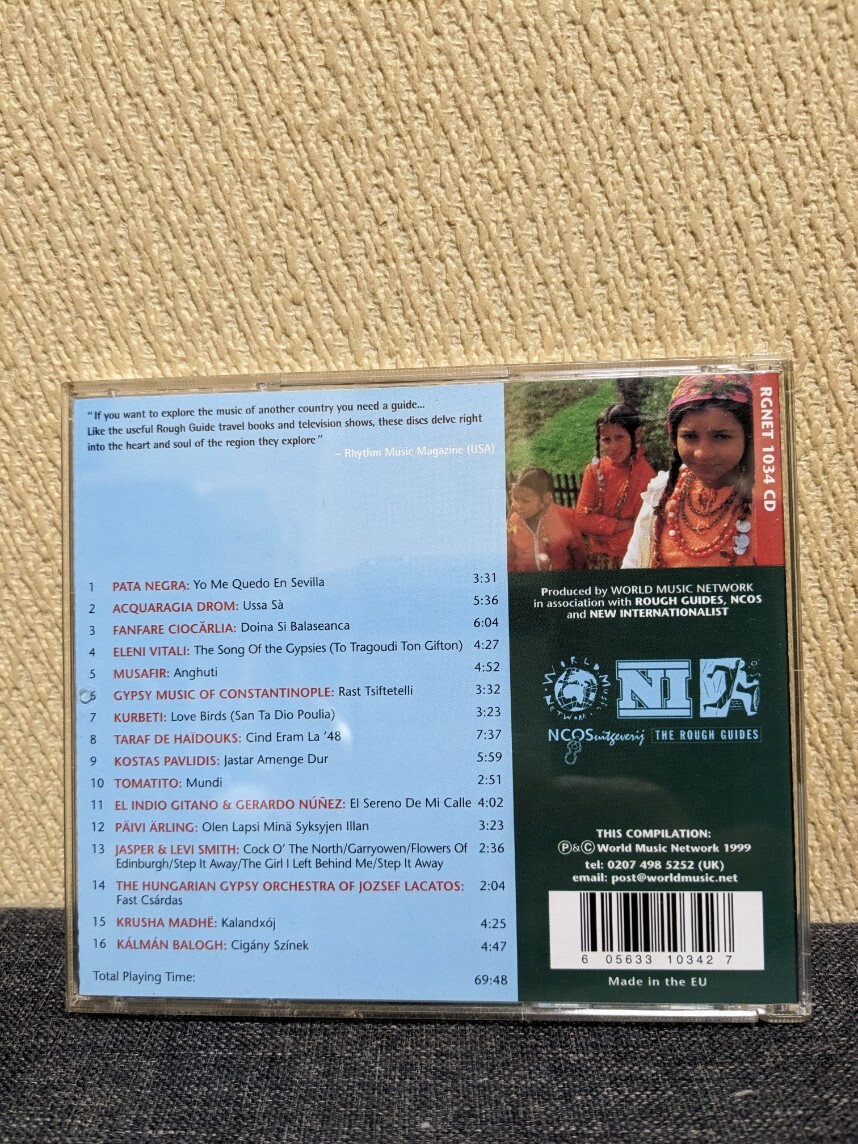 "If you want to explore the music of another country you need a guide...
Like the useful Rough Guide travel books and television shows, these discs delve right
into the heart and soul of the region they explore"
– Rhythm Music Magazine (USA)
1 PATA NEGRA: Yo Me Quedo En Sevilla 3:31
2 ACQUARAGIA DROM: Ussa Sà 5:36
3 FANFARE CIOCĂRLIA: Doina Si Balaseanca 6:04
4 ELENI VITALI: The Song Of the Gypsies (To Tragoudi Ton Gifton) 4:27
5 MUSAFIR: Anghuti 4:52
6 GYPSY MUSIC OF CONSTANTINOPLE: Rast Tsiftetelli 3:32
7 KURBETI: Love Birds (San Ta Dio Poulia) 3:23
8 TARAF DE HAÏDOUKS: Cind Eram La '48 7:37
9 KOSTAS PAVLIDIS: Jastar Amenge Dur 5:59
10 TOMATITO: Mundi 2:51
11 EL INDIO GITANO & GERARDO NÚÑEZ: El Sereno De Mi Calle 4:02
12 PÄIVI ÄRLING: Olen Lapsi Minä Syksyjen Illan 3:23
13 JASPER & LEVI SMITH: Cock O' The North/Garryowen/Flowers Of 2:36
Edinburgh/Step It Away/The Girl I Left Behind Me/Step It Away
14 THE HUNGARIAN GYPSY ORCHESTRA OF JOZSEF LACATOS: 2:04
Fast Csárdas
15 KRUSHA MADHË: Kalandxój 4:25
16 KÁLMÁN BALOGH: Cigány Színek 4:47
Total Playing Time: 69:48
RGNET 1034 CD
Produced by WORLD MUSIC NETWORK
in association with ROUGH GUIDES, NCOS
and NEW INTERNATIONALIST
WORLD MUSIC NETWORK
NI
NCOS uitgeverij THE ROUGH GUIDES
THIS COMPILATION:
Ⓟ&© World Music Network 1999
tel: 0207 498 5252 (UK)
email: post@worldmusic.net
6 05633 10342 7
Made in the EU